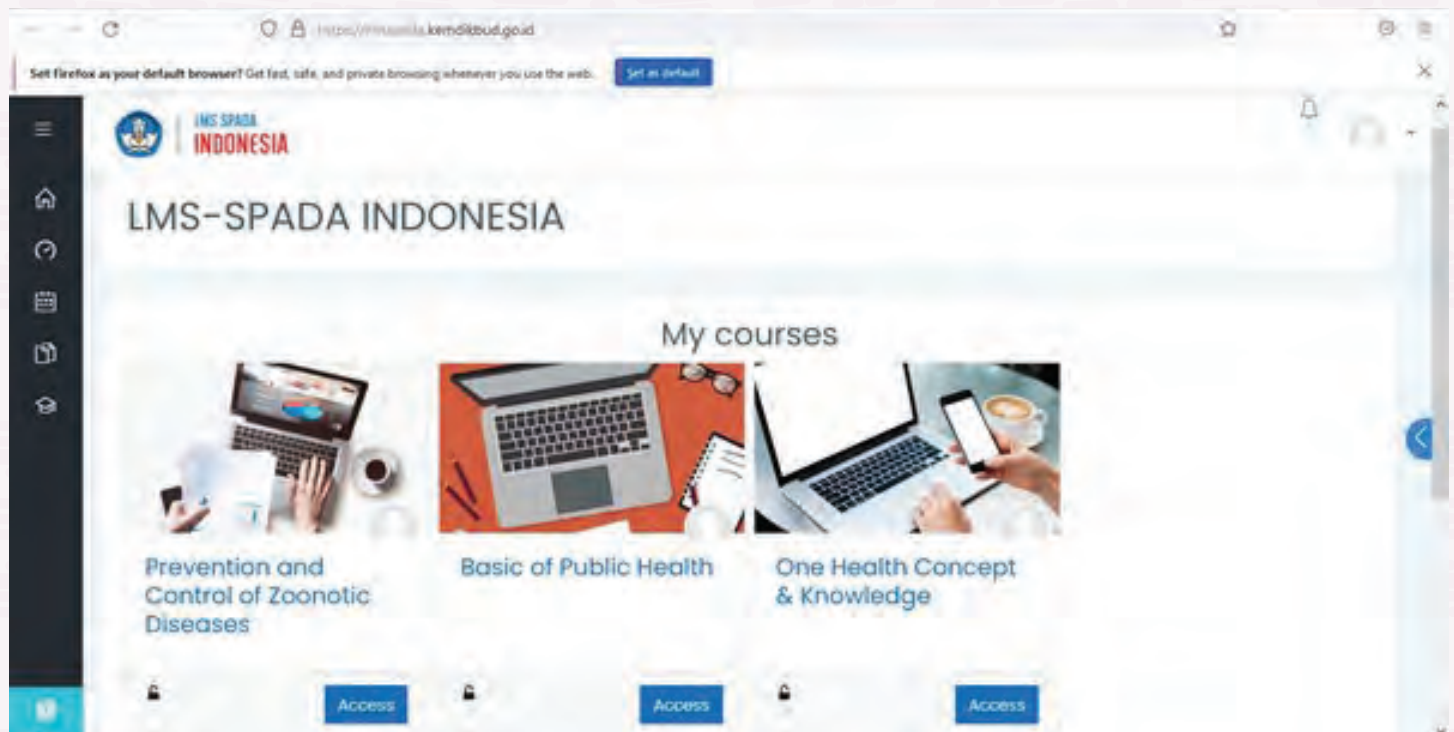 kemdikbud.go.id
Set Firefox as your default browser? Get fast, safe, and private browsing whenever you use the web. Set as default
LMS SPADA
INDONESIA
LMS-SPADA INDONESIA
My courses
Prevention and
Control of Zoonotic
Diseases
Basic of Public Health
One Health Concept
& Knowledge
Access Access Access